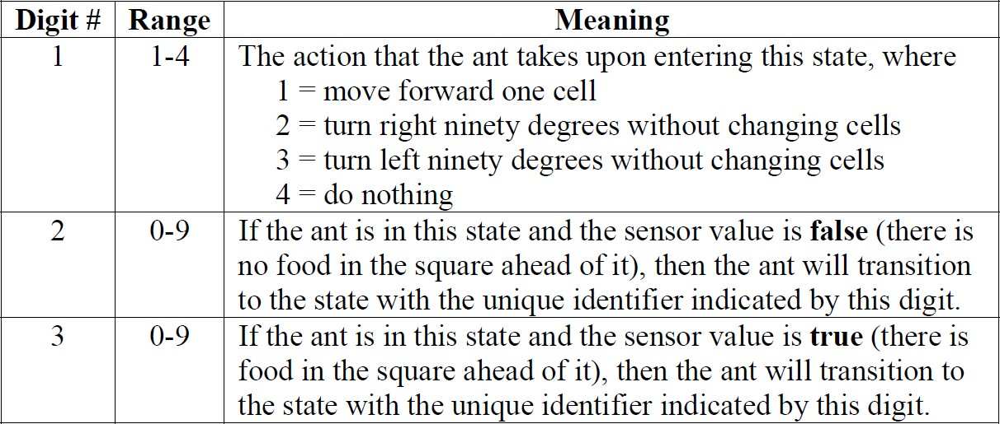 Digit # Range Meaning
1 1-4 The action that the ant takes upon entering this state, where
1 = move forward one cell
2 = turn right ninety degrees without changing cells
3 = turn left ninety degrees without changing cells
4 = do nothing
2 0-9 If the ant is in this state and the sensor value is false (there is
no food in the square ahead of it), then the ant will transition
to the state with the unique identifier indicated by this digit.
3 0-9 If the ant is in this state and the sensor value is true (there is
food in the square ahead of it), then the ant will transition to
the state with the unique identifier indicated by this digit.